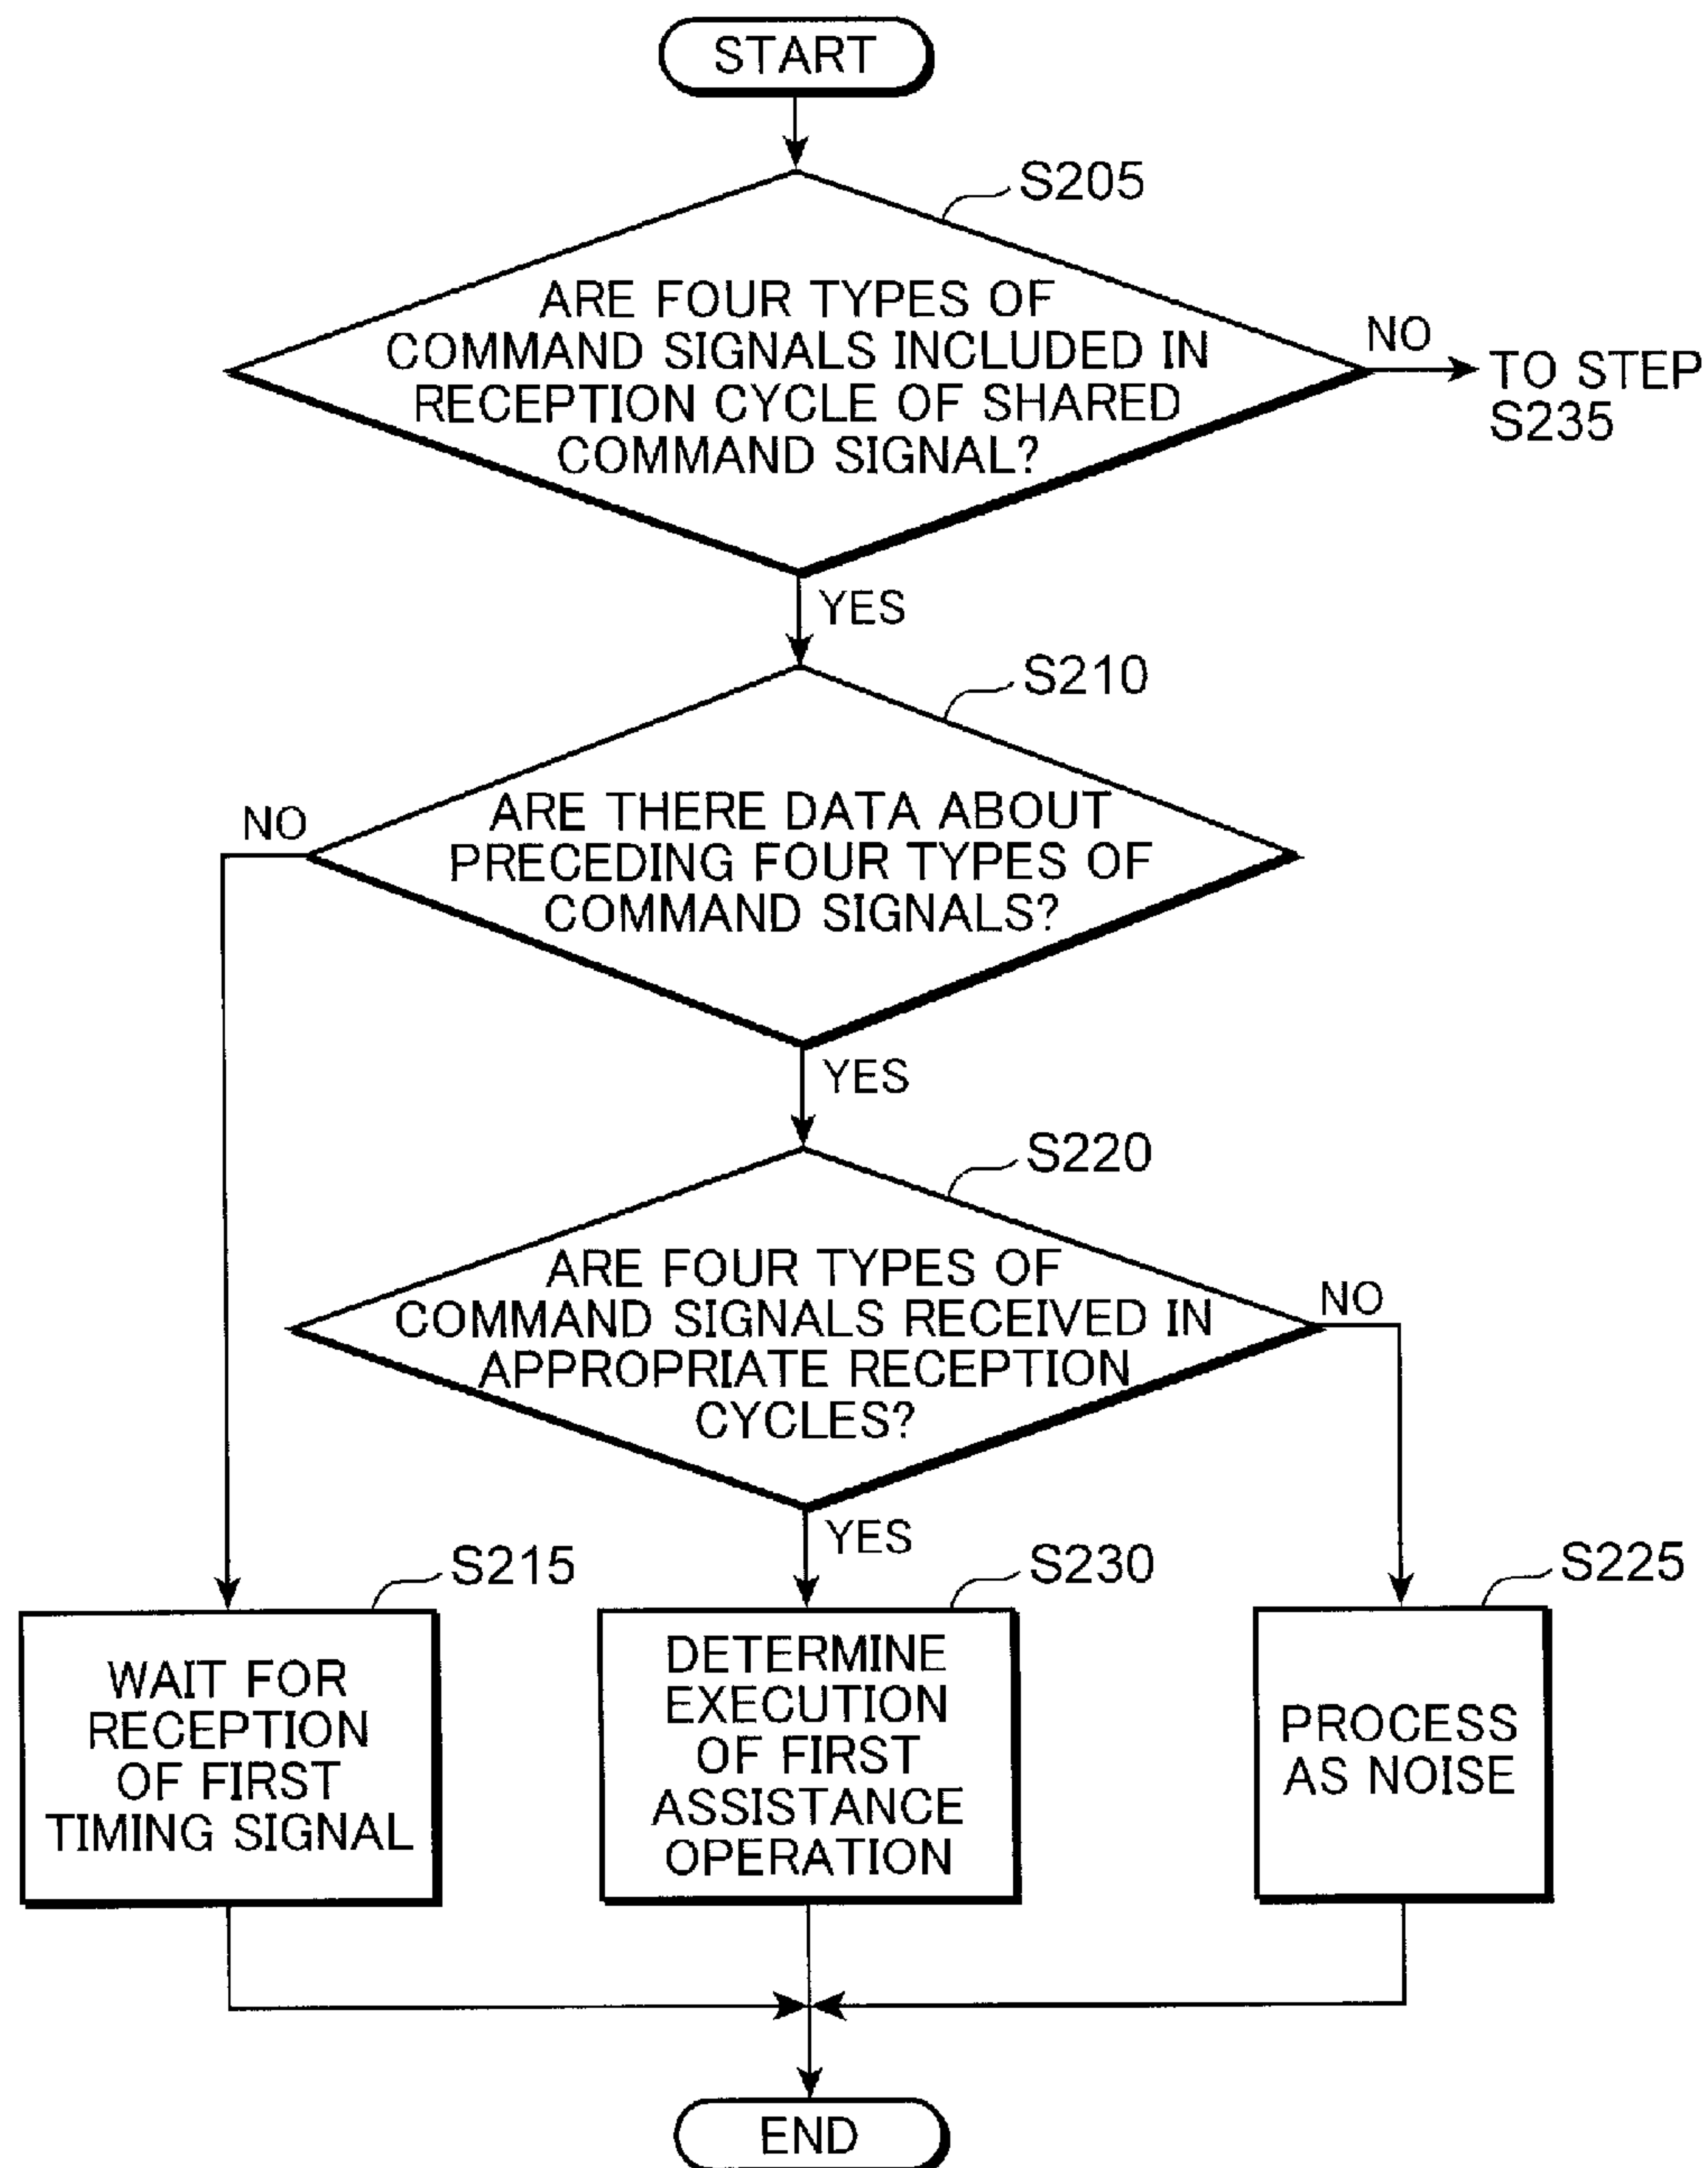 START
S205
ARE FOUR TYPES OF
COMMAND SIGNALS INCLUDED IN
RECEPTION CYCLE OF SHARED
COMMAND SIGNAL?
NO
TO STEP
S235
YES
S210
ARE THERE DATA ABOUT
PRECEDING FOUR TYPES OF
COMMAND SIGNALS?
NO
YES
S220
ARE FOUR TYPES OF
COMMAND SIGNALS RECEIVED IN
APPROPRIATE RECEPTION
CYCLES?
NO
YES
S215
WAIT FOR
RECEPTION
OF FIRST
TIMING SIGNAL
S230
DETERMINE
EXECUTION
OF FIRST
ASSISTANCE
OPERATION
S225
PROCESS
AS NOISE
END